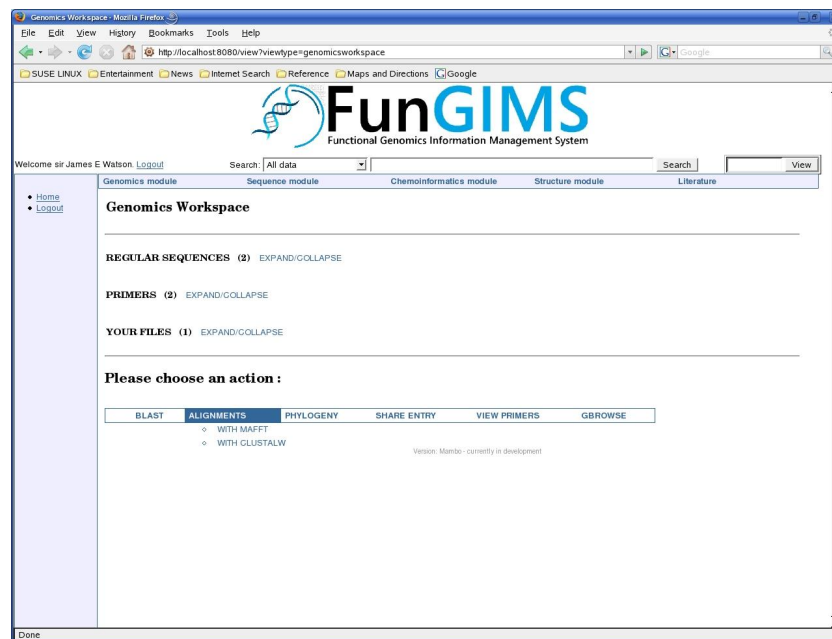 Genomics Workspace - Mozilla Firefox
File Edit View History Bookmarks Tools Help
http://localhost:8080/view?viewtype=genomicsworkspace
Google
SUSE LINUX Entertainment News Internet Search Reference Maps and Directions Google
FunGIMS
Functional Genomics Information Management System
Welcome sir James E Watson. Logout Search: All data Search View
Genomics module Sequence module Chemoinformatics module Structure module Literature
Home
Logout
Genomics Workspace
REGULAR SEQUENCES (2) EXPAND/COLLAPSE
PRIMERS (2) EXPAND/COLLAPSE
YOUR FILES (1) EXPAND/COLLAPSE
Please choose an action :
BLAST ALIGNMENTS PHYLOGENY SHARE ENTRY VIEW PRIMERS GBROWSE
WITH MAFFT
WITH CLUSTALW
Version: Mambo - currently in development
Done